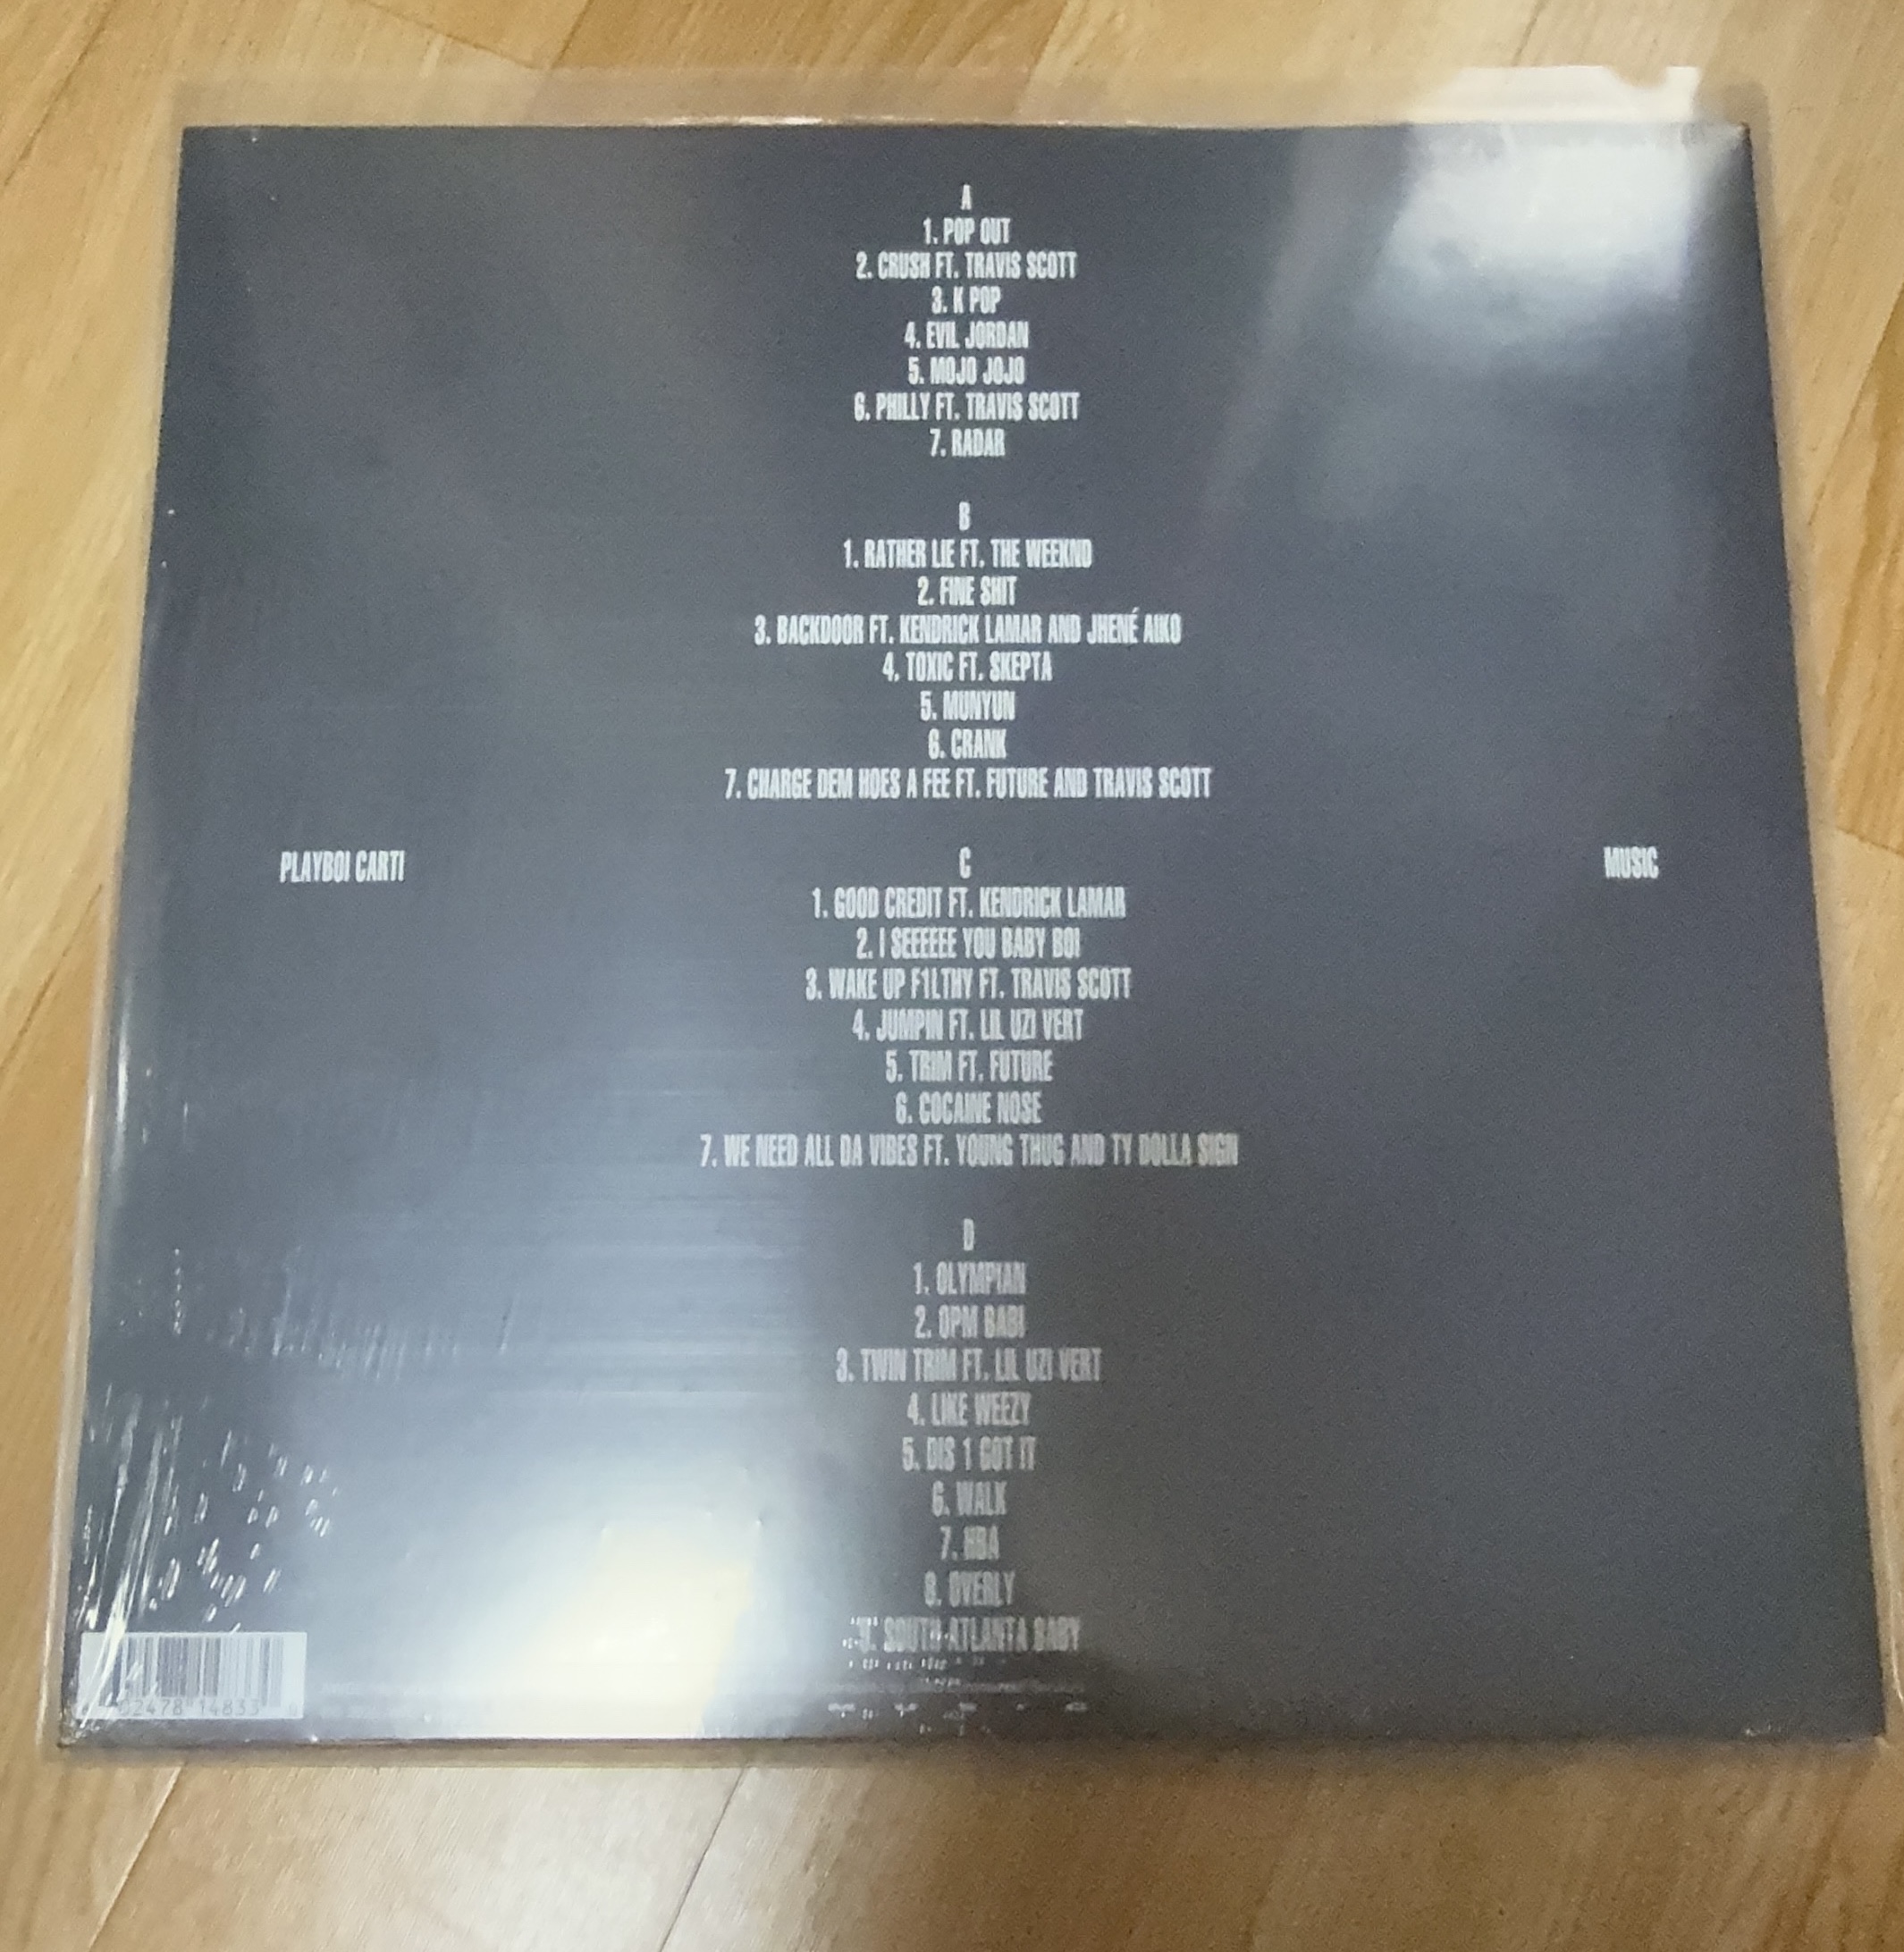 A
1. POP OUT
2. CRUSH FT. TRAVIS SCOTT
3. K POP
4. EVIL JORDAN
5. MOJO JOJO
6. PHILLY FT. TRAVIS SCOTT
7. RADAR
B
1. RATHER LIE FT. THE WEEKND
2. FINE SHIT
3. BACKDOOR FT. KENDRICK LAMAR AND JHENÉ AIKO
4. TOXIC FT. SKEPTA
5. MUNYUN
6. CRANK
7. CHARGE DEM HOES A FEE FT. FUTURE AND TRAVIS SCOTT
PLAYBOI CARTI
MUSIC
C
1. GOOD CREDIT FT. KENDRICK LAMAR
2. I SEEEEEE YOU BABY BOI
3. WAKE UP F1LTHY FT. TRAVIS SCOTT
4. JUMPIN FT. LIL UZI VERT
5. TRIM FT. FUTURE
6. COCAINE NOSE
7. WE NEED ALL DA VIBES FT. YOUNG THUG AND TY DOLLA SIGN
D
1. OLYMPIAN
2. OPM BABI
3. TWIN TRIM FT. LIL UZI VERT
4. LIKE WEEZY
5. DIS 1 GOT IT
6. WALK
7. HBA
8. OVERLY
SOUTH ATLANTA BABY
02478 14833